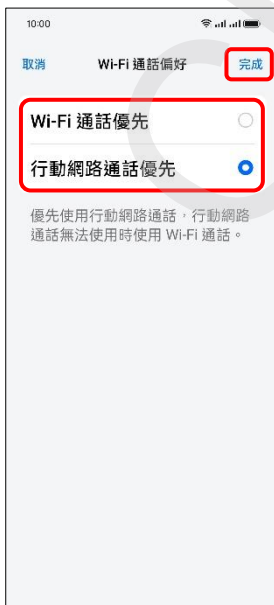 10:00
取消 Wi-Fi 通話偏好 完成
Wi-Fi 通話優先
行動網路通話優先
優先使用行動網路通話，行動網路
通話無法使用時使用 Wi-Fi 通話。